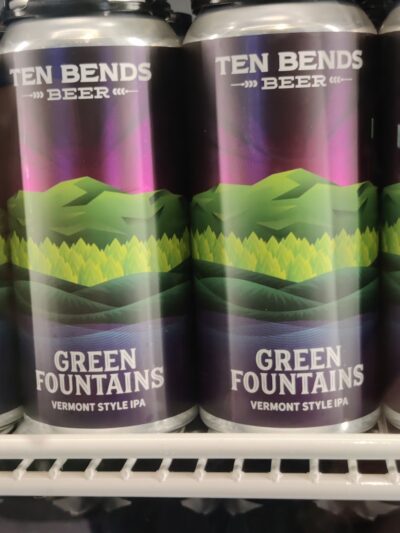 TEN BENDS
BEER
GREEN
FOUNTAINS
VERMONT STYLE IPA
TEN BENDS
BEER
GREEN
FOUNTAINS
VERMONT STYLE IPA